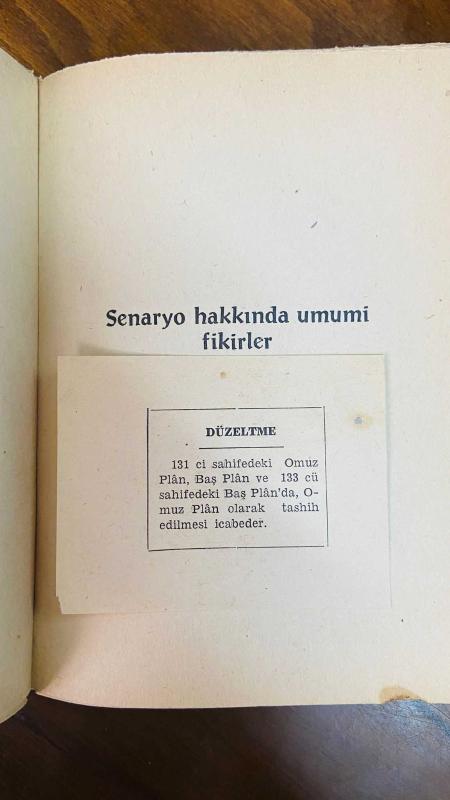 Senaryo hakkında umumi
fikirler
DÜZELTME
131 ci sahifedeki Omuz
Plân, Baş Plân ve 133 cü
sahifedeki Baş Plân'da, O-
muz Plân olarak tashih
edilmesi icabeder.